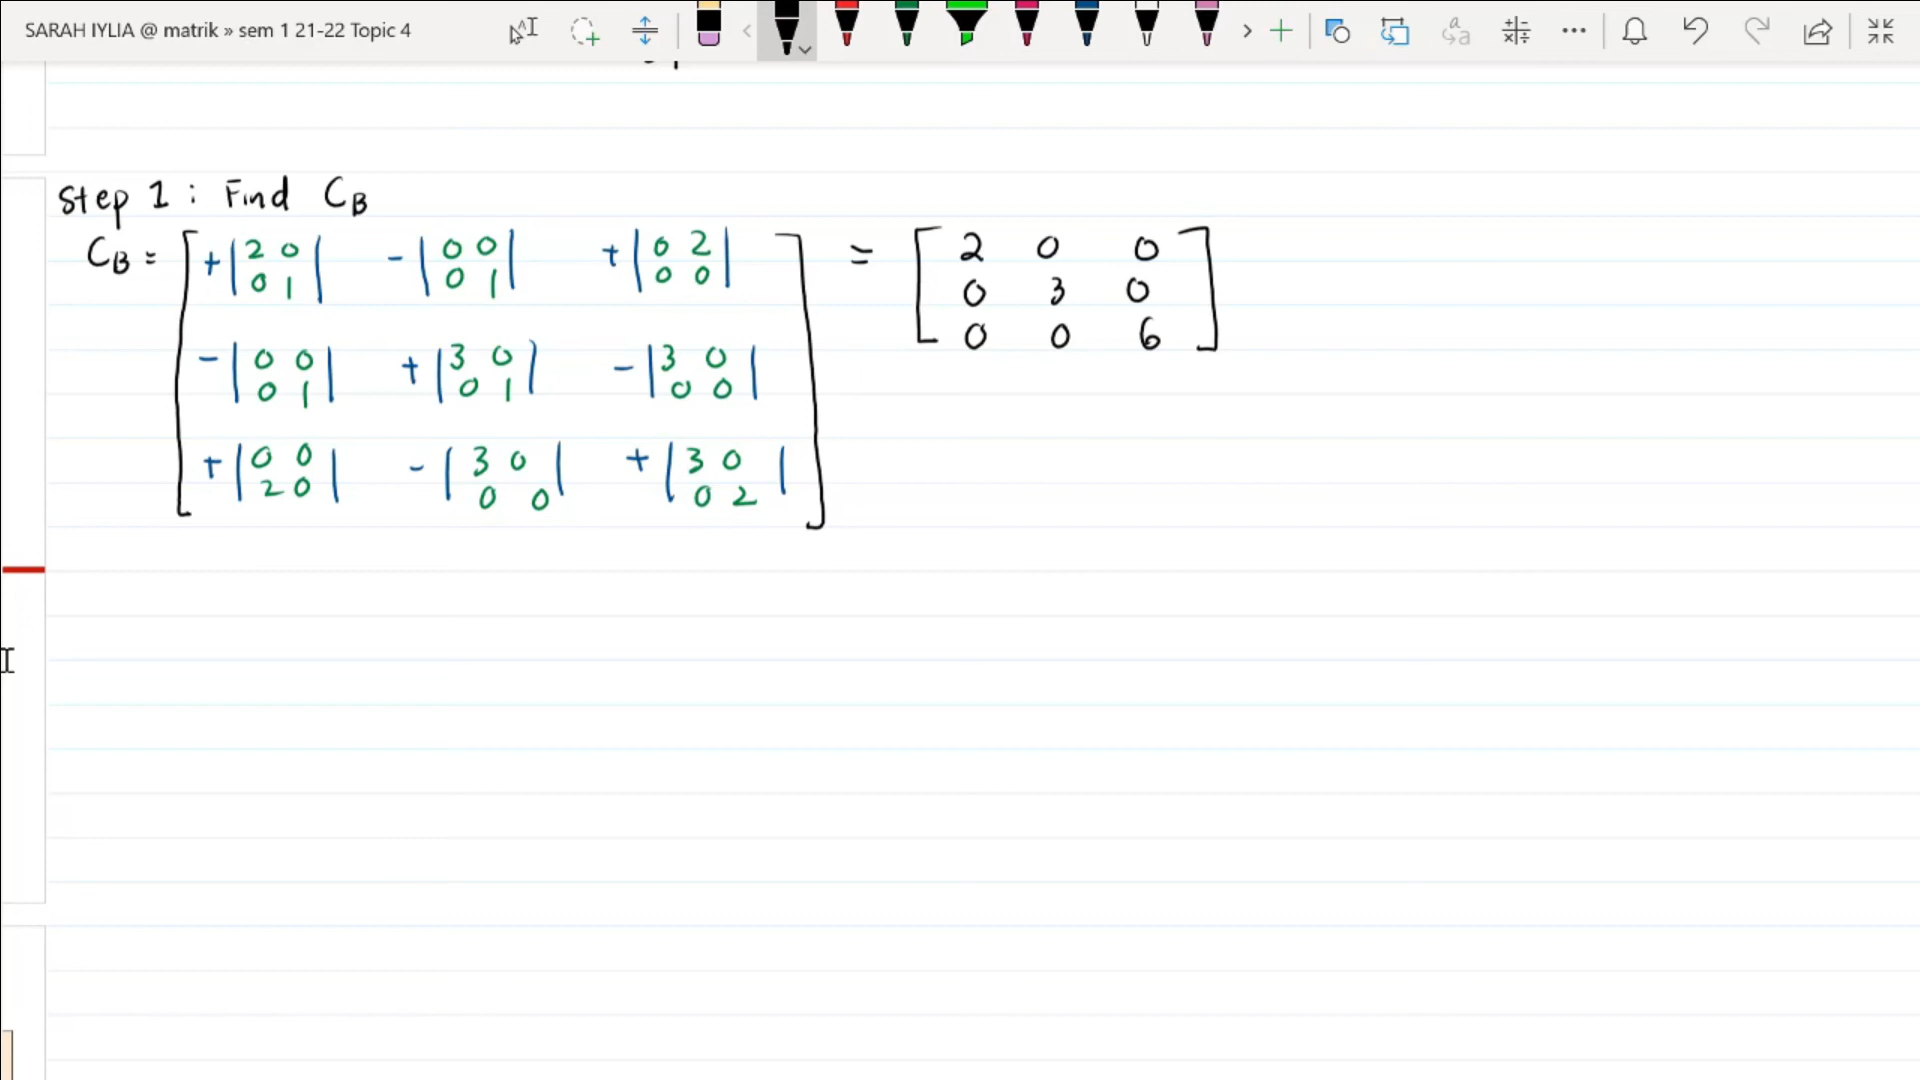 SARAH IYLIA @ matrik » sem 1 21-22 Topic 4
Step 1 : Find CB
CB = [ +|2 0| -|0 0| +|0 2| ] = [ 2 0 0 ]
|0 1| |0 1| |0 0| 0 3 0
-|0 0| +|3 0| -|3 0| 0 0 6
|0 1| |0 1| |0 0|
+|0 0| -|3 0| +|3 0|
|2 0| |0 0| |0 2|